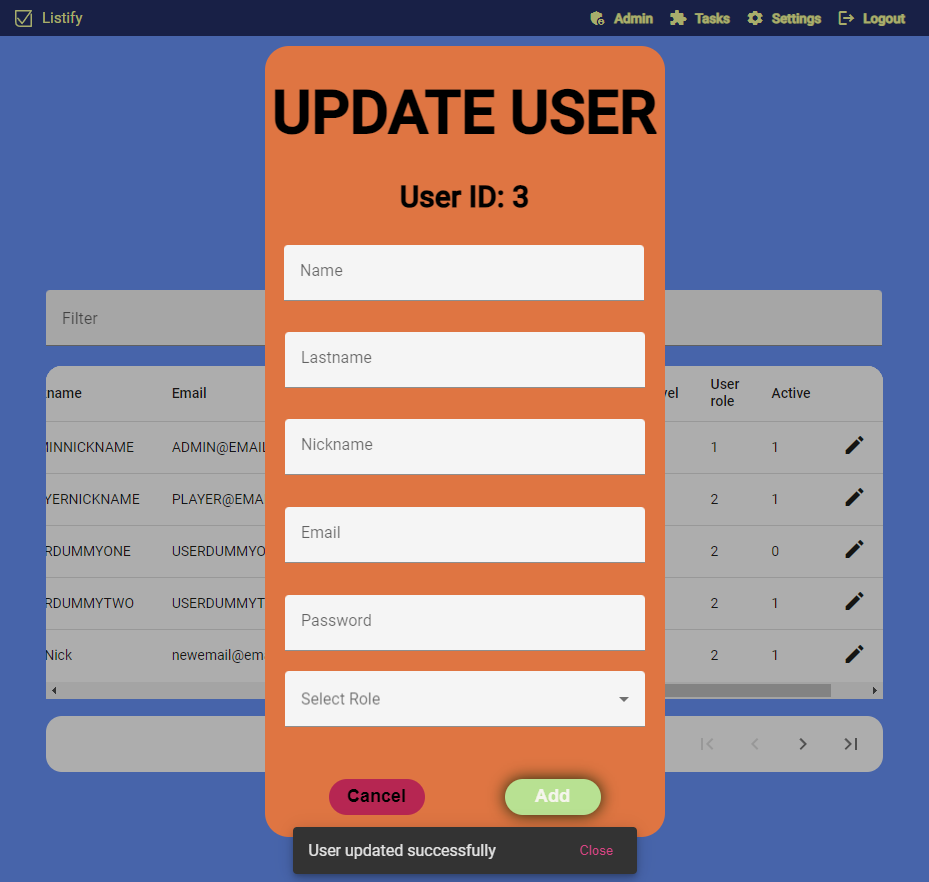 Listify Admin Tasks Settings Logout
UPDATE USER
User ID: 3
Name
Filter
Lastname
name Email vel User role Active
MINNICKNAME ADMIN@EMAIL 1 1
Nickname
YERNICKNAME PLAYER@EMA 2 1
Email
RDUMMYONE USERDUMMYO 2 0
RDUMMYTWO USERDUMMYT 2 1
Password
Nick newemail@em 2 1
Select Role
Cancel Add
User updated successfully Close